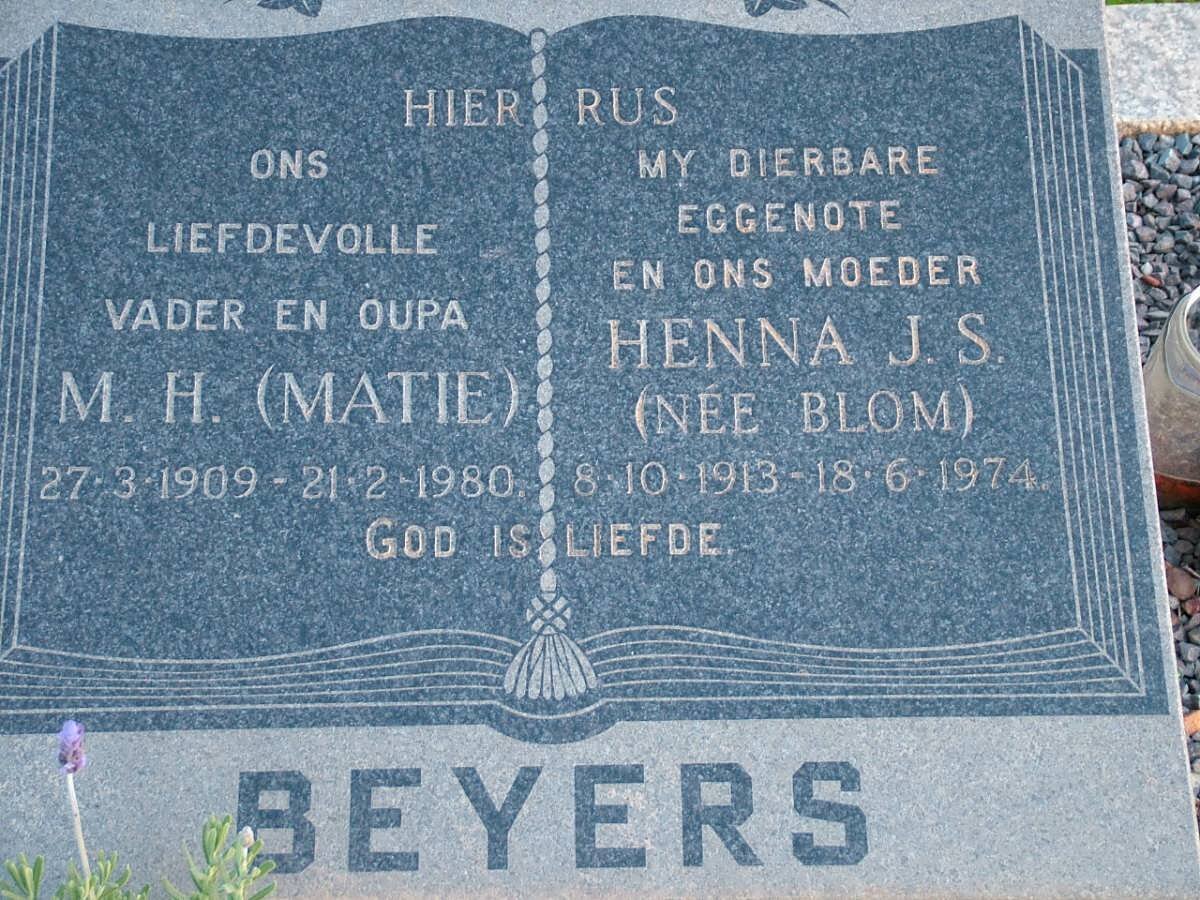 HIER RUS
ONS
LIEFDEVOLLE
VADER EN OUPA
M. H. (MATIE)
27·3·1909 - 21·2·1980.
MY DIERBARE
EGGENOTE
EN ONS MOEDER
HENNA J. S.
(NÉE BLOM)
8·10·1913 - 18·6·1974.
GOD IS LIEFDE.
BEYERS